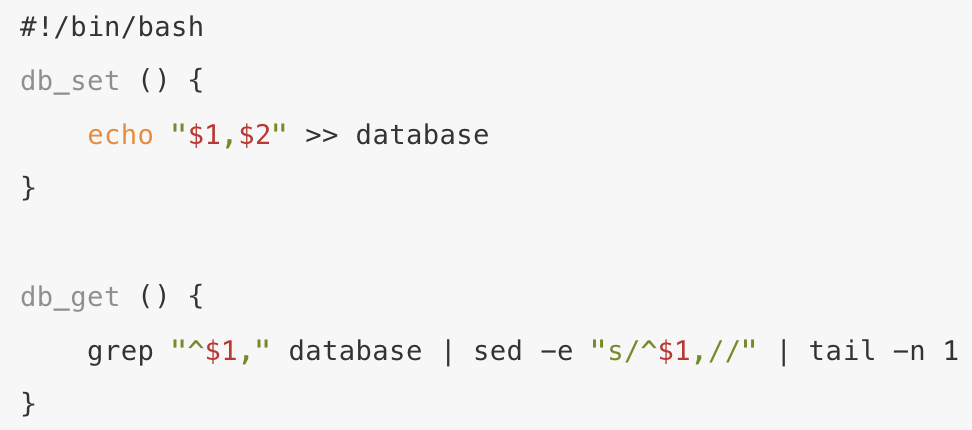 #!/bin/bash
db_set () {
    echo "$1,$2" >> database
}

db_get () {
    grep "^$1," database | sed -e "s/^$1,//" | tail -n 1
}